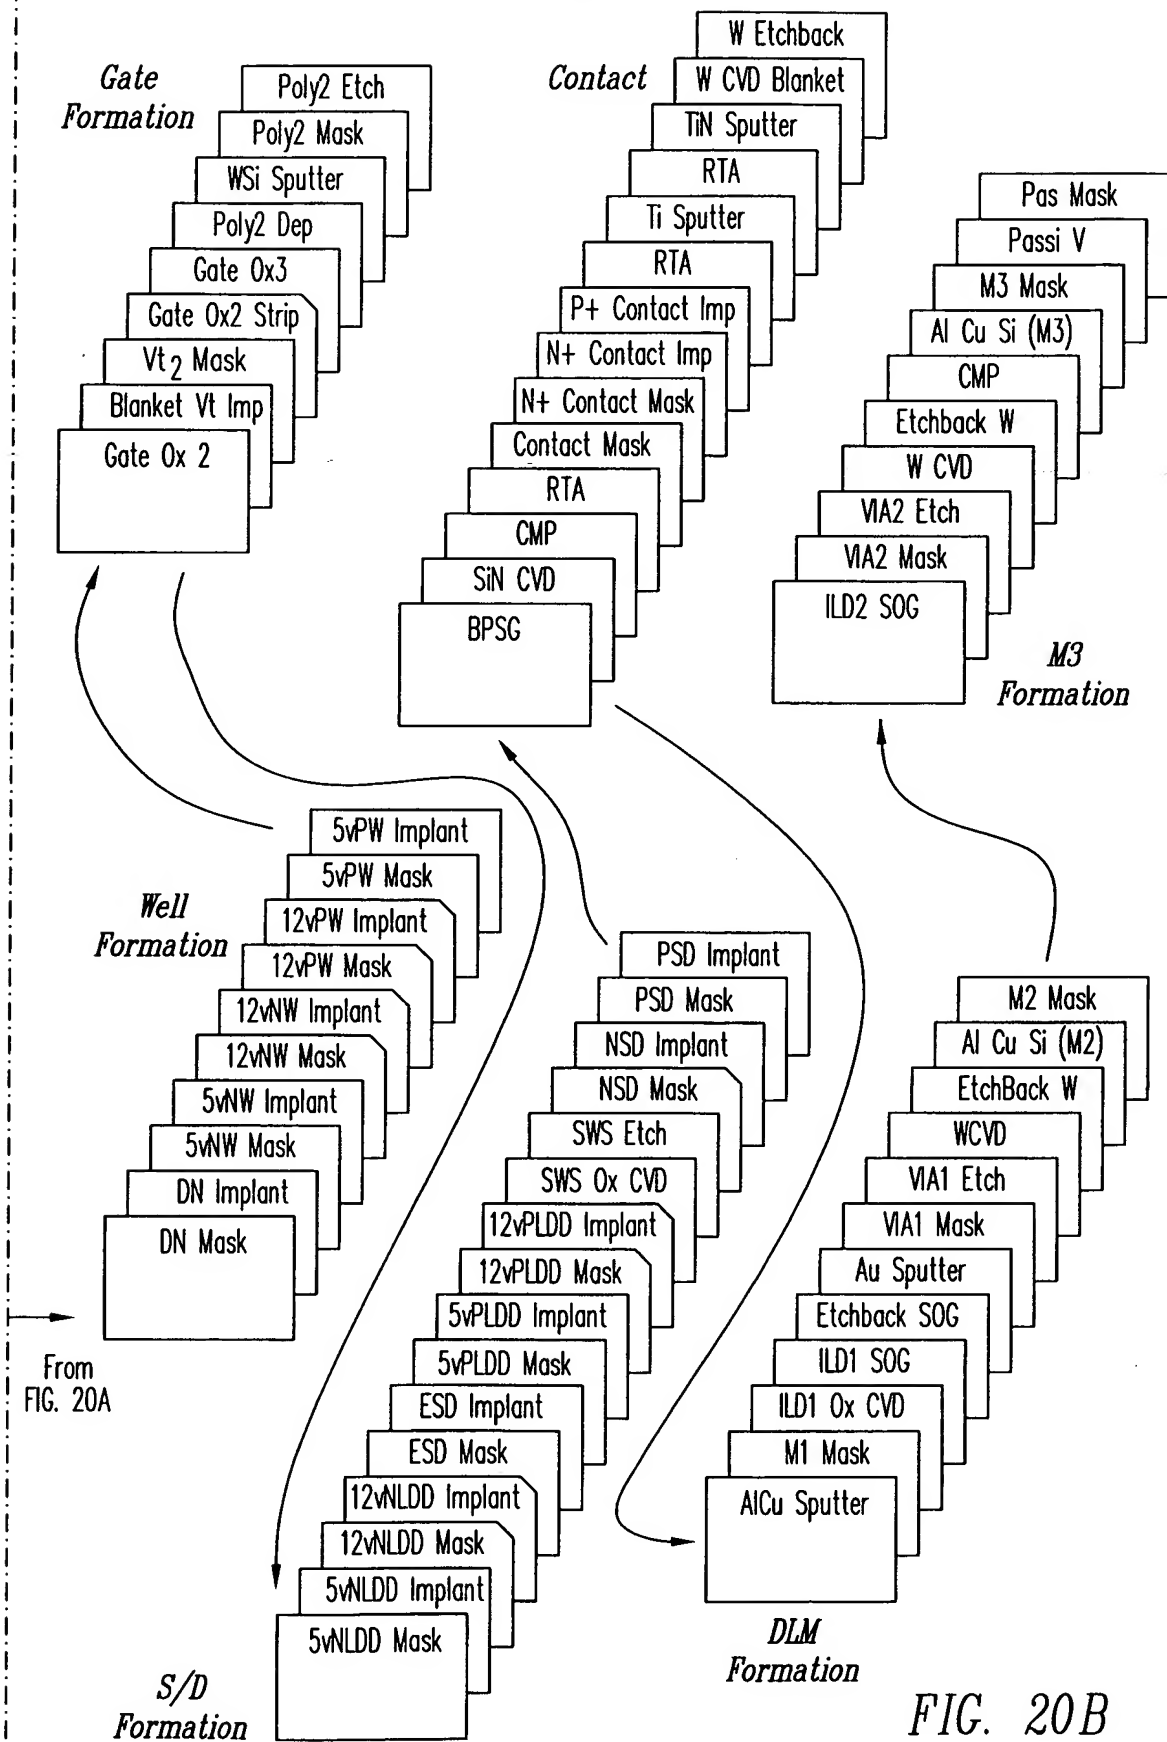 Gate
Formation
Poly2 Etch
Poly2 Mask
WSi Sputter
Poly2 Dep
Gate Ox3
Gate Ox2 Strip
Vt2 Mask
Blanket Vt Imp
Gate Ox 2
Contact
W Etchback
W CVD Blanket
TiN Sputter
RTA
Ti Sputter
RTA
P+ Contact Imp
N+ Contact Imp
N+ Contact Mask
Contact Mask
RTA
CMP
SiN CVD
BPSG
Pas Mask
Passi V
M3 Mask
Al Cu Si (M3)
CMP
Etchback W
W CVD
VIA2 Etch
VIA2 Mask
ILD2 SOG
M3
Formation
Well
Formation
5vPW Implant
5vPW Mask
12vPW Implant
12vPW Mask
12vNW Implant
12vNW Mask
5vNW Implant
5vNW Mask
DN Implant
DN Mask
From
FIG. 20A
PSD Implant
PSD Mask
NSD Implant
NSD Mask
SWS Etch
SWS Ox CVD
12vPLDD Implant
12vPLDD Mask
5vPLDD Implant
5vPLDD Mask
ESD Implant
ESD Mask
12vNLDD Implant
12vNLDD Mask
5vNLDD Implant
5vNLDD Mask
S/D
Formation
M2 Mask
Al Cu Si (M2)
EtchBack W
WCVD
VIA1 Etch
VIA1 Mask
Au Sputter
Etchback SOG
ILD1 SOG
ILD1 Ox CVD
M1 Mask
AlCu Sputter
DLM
Formation
FIG. 20B